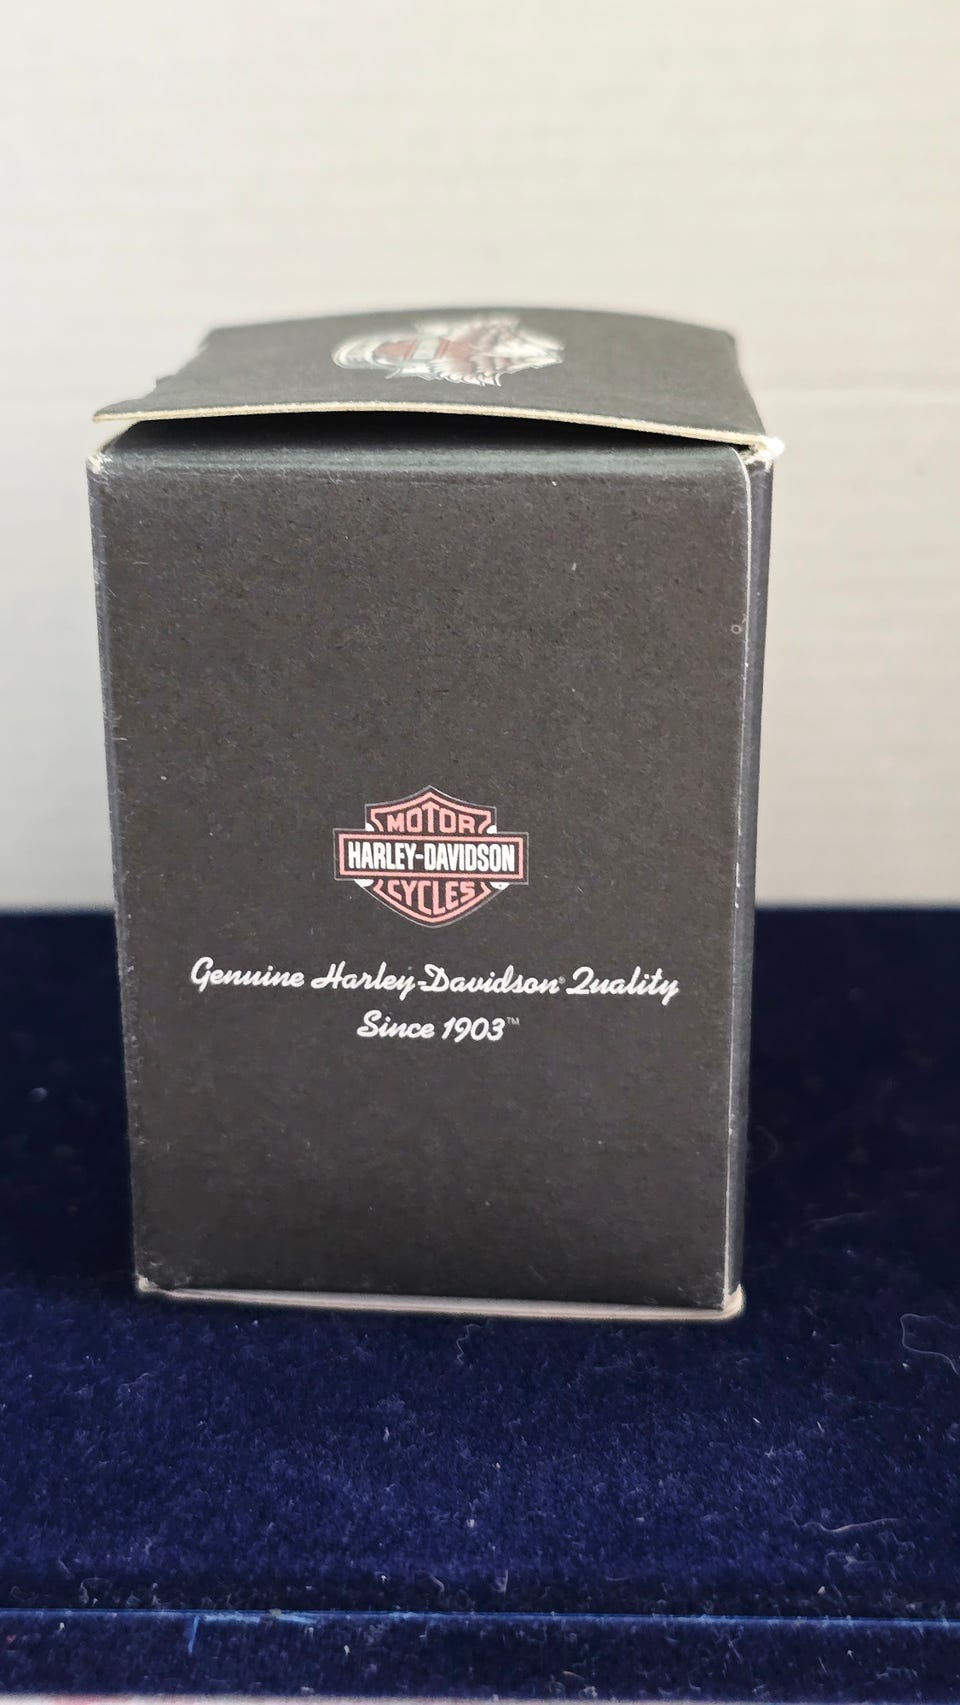 MOTOR
HARLEY-DAVIDSON
CYCLES
Genuine Harley-Davidson® Quality
Since 1903™